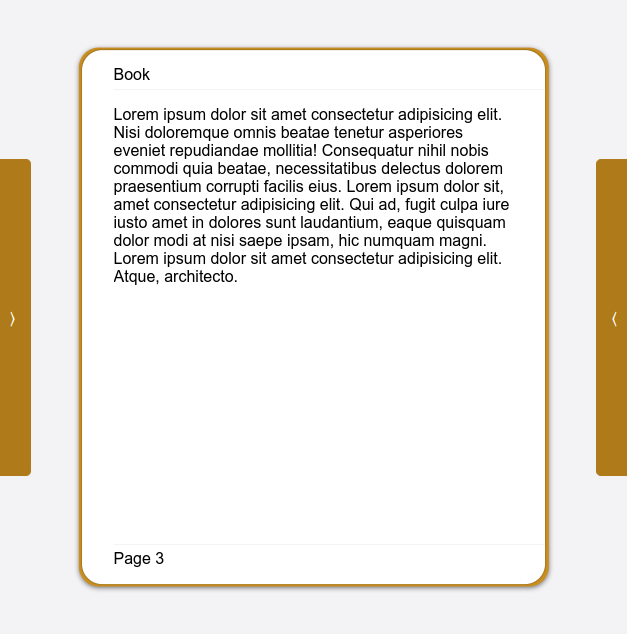 Book
Lorem ipsum dolor sit amet consectetur adipisicing elit.
Nisi doloremque omnis beatae tenetur asperiores
eveniet repudiandae mollitia! Consequatur nihil nobis
commodi quia beatae, necessitatibus delectus dolorem
praesentium corrupti facilis eius. Lorem ipsum dolor sit,
amet consectetur adipisicing elit. Qui ad, fugit culpa iure
iusto amet in dolores sunt laudantium, eaque quisquam
dolor modi at nisi saepe ipsam, hic numquam magni.
Lorem ipsum dolor sit amet consectetur adipisicing elit.
Atque, architecto.
⟩
⟨
Page 3